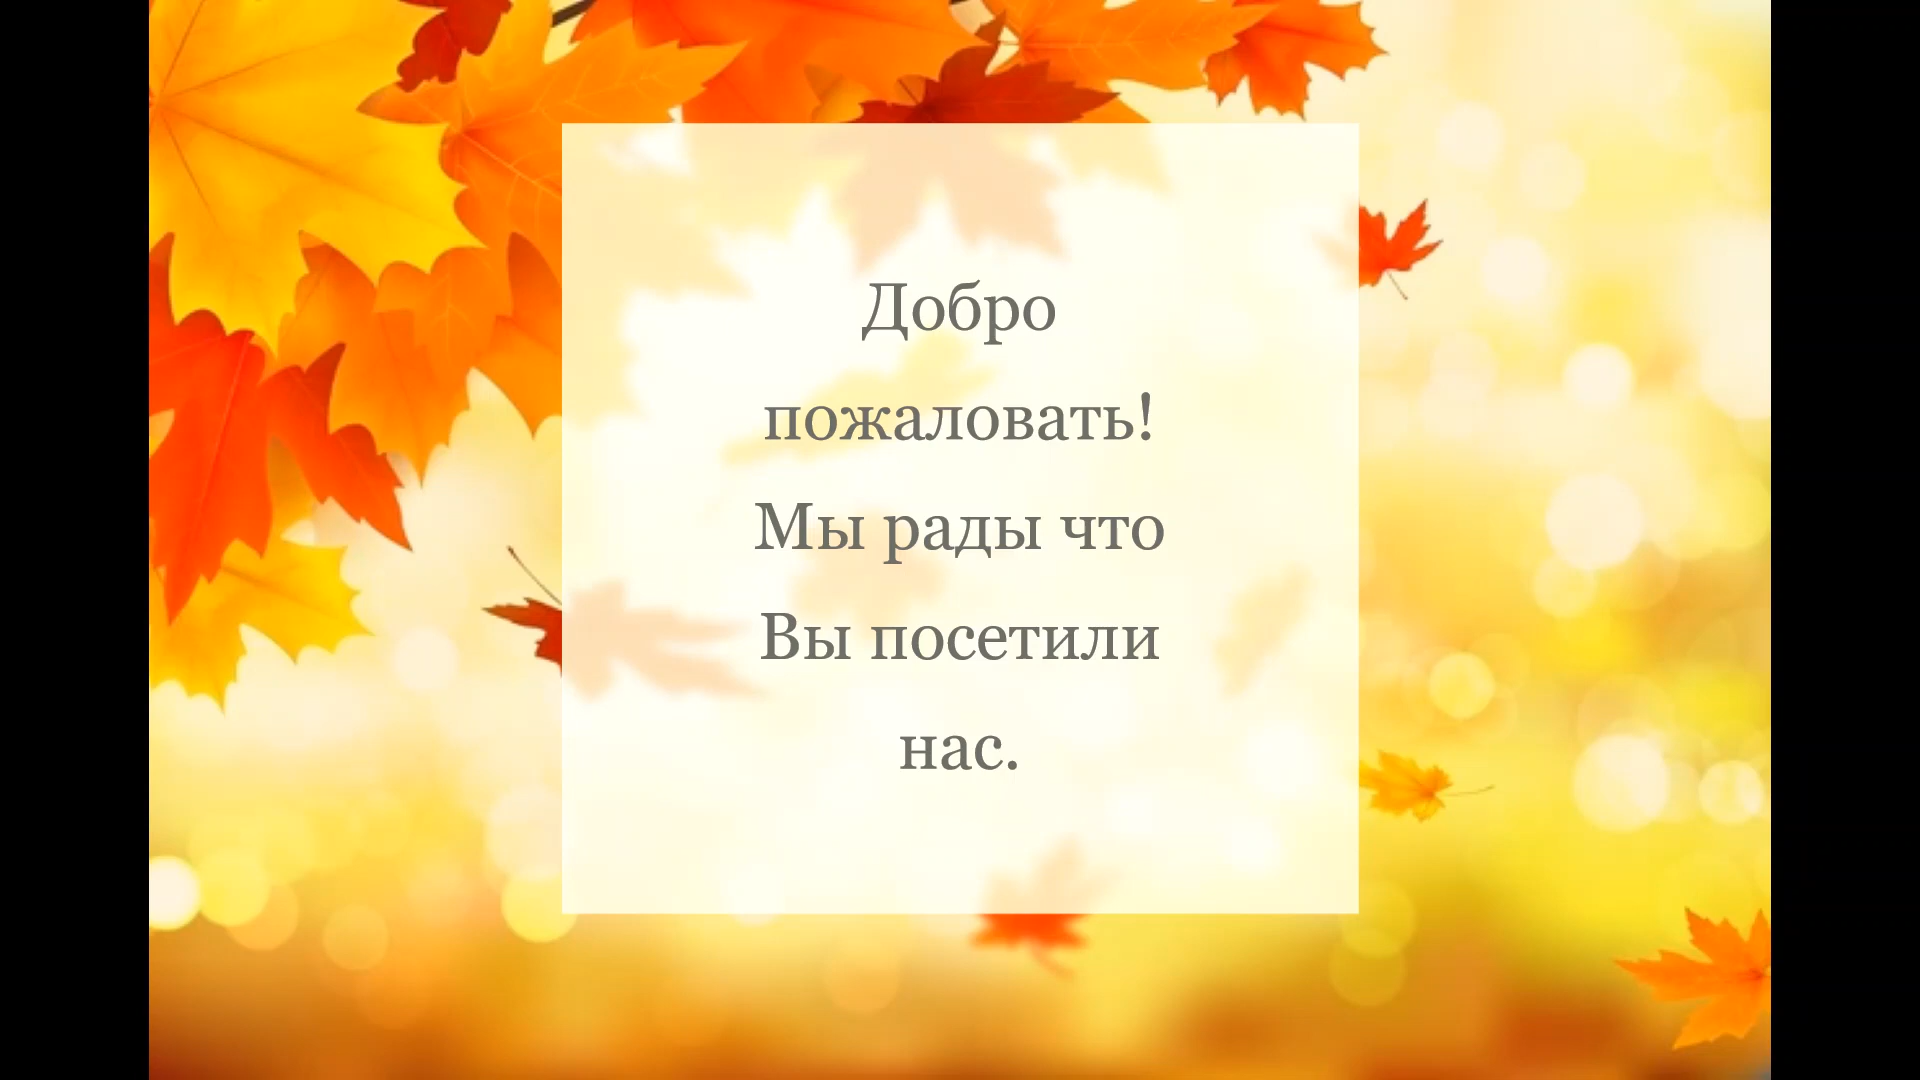 Добро
пожаловать!
Мы рады что
Вы посетили
нас.